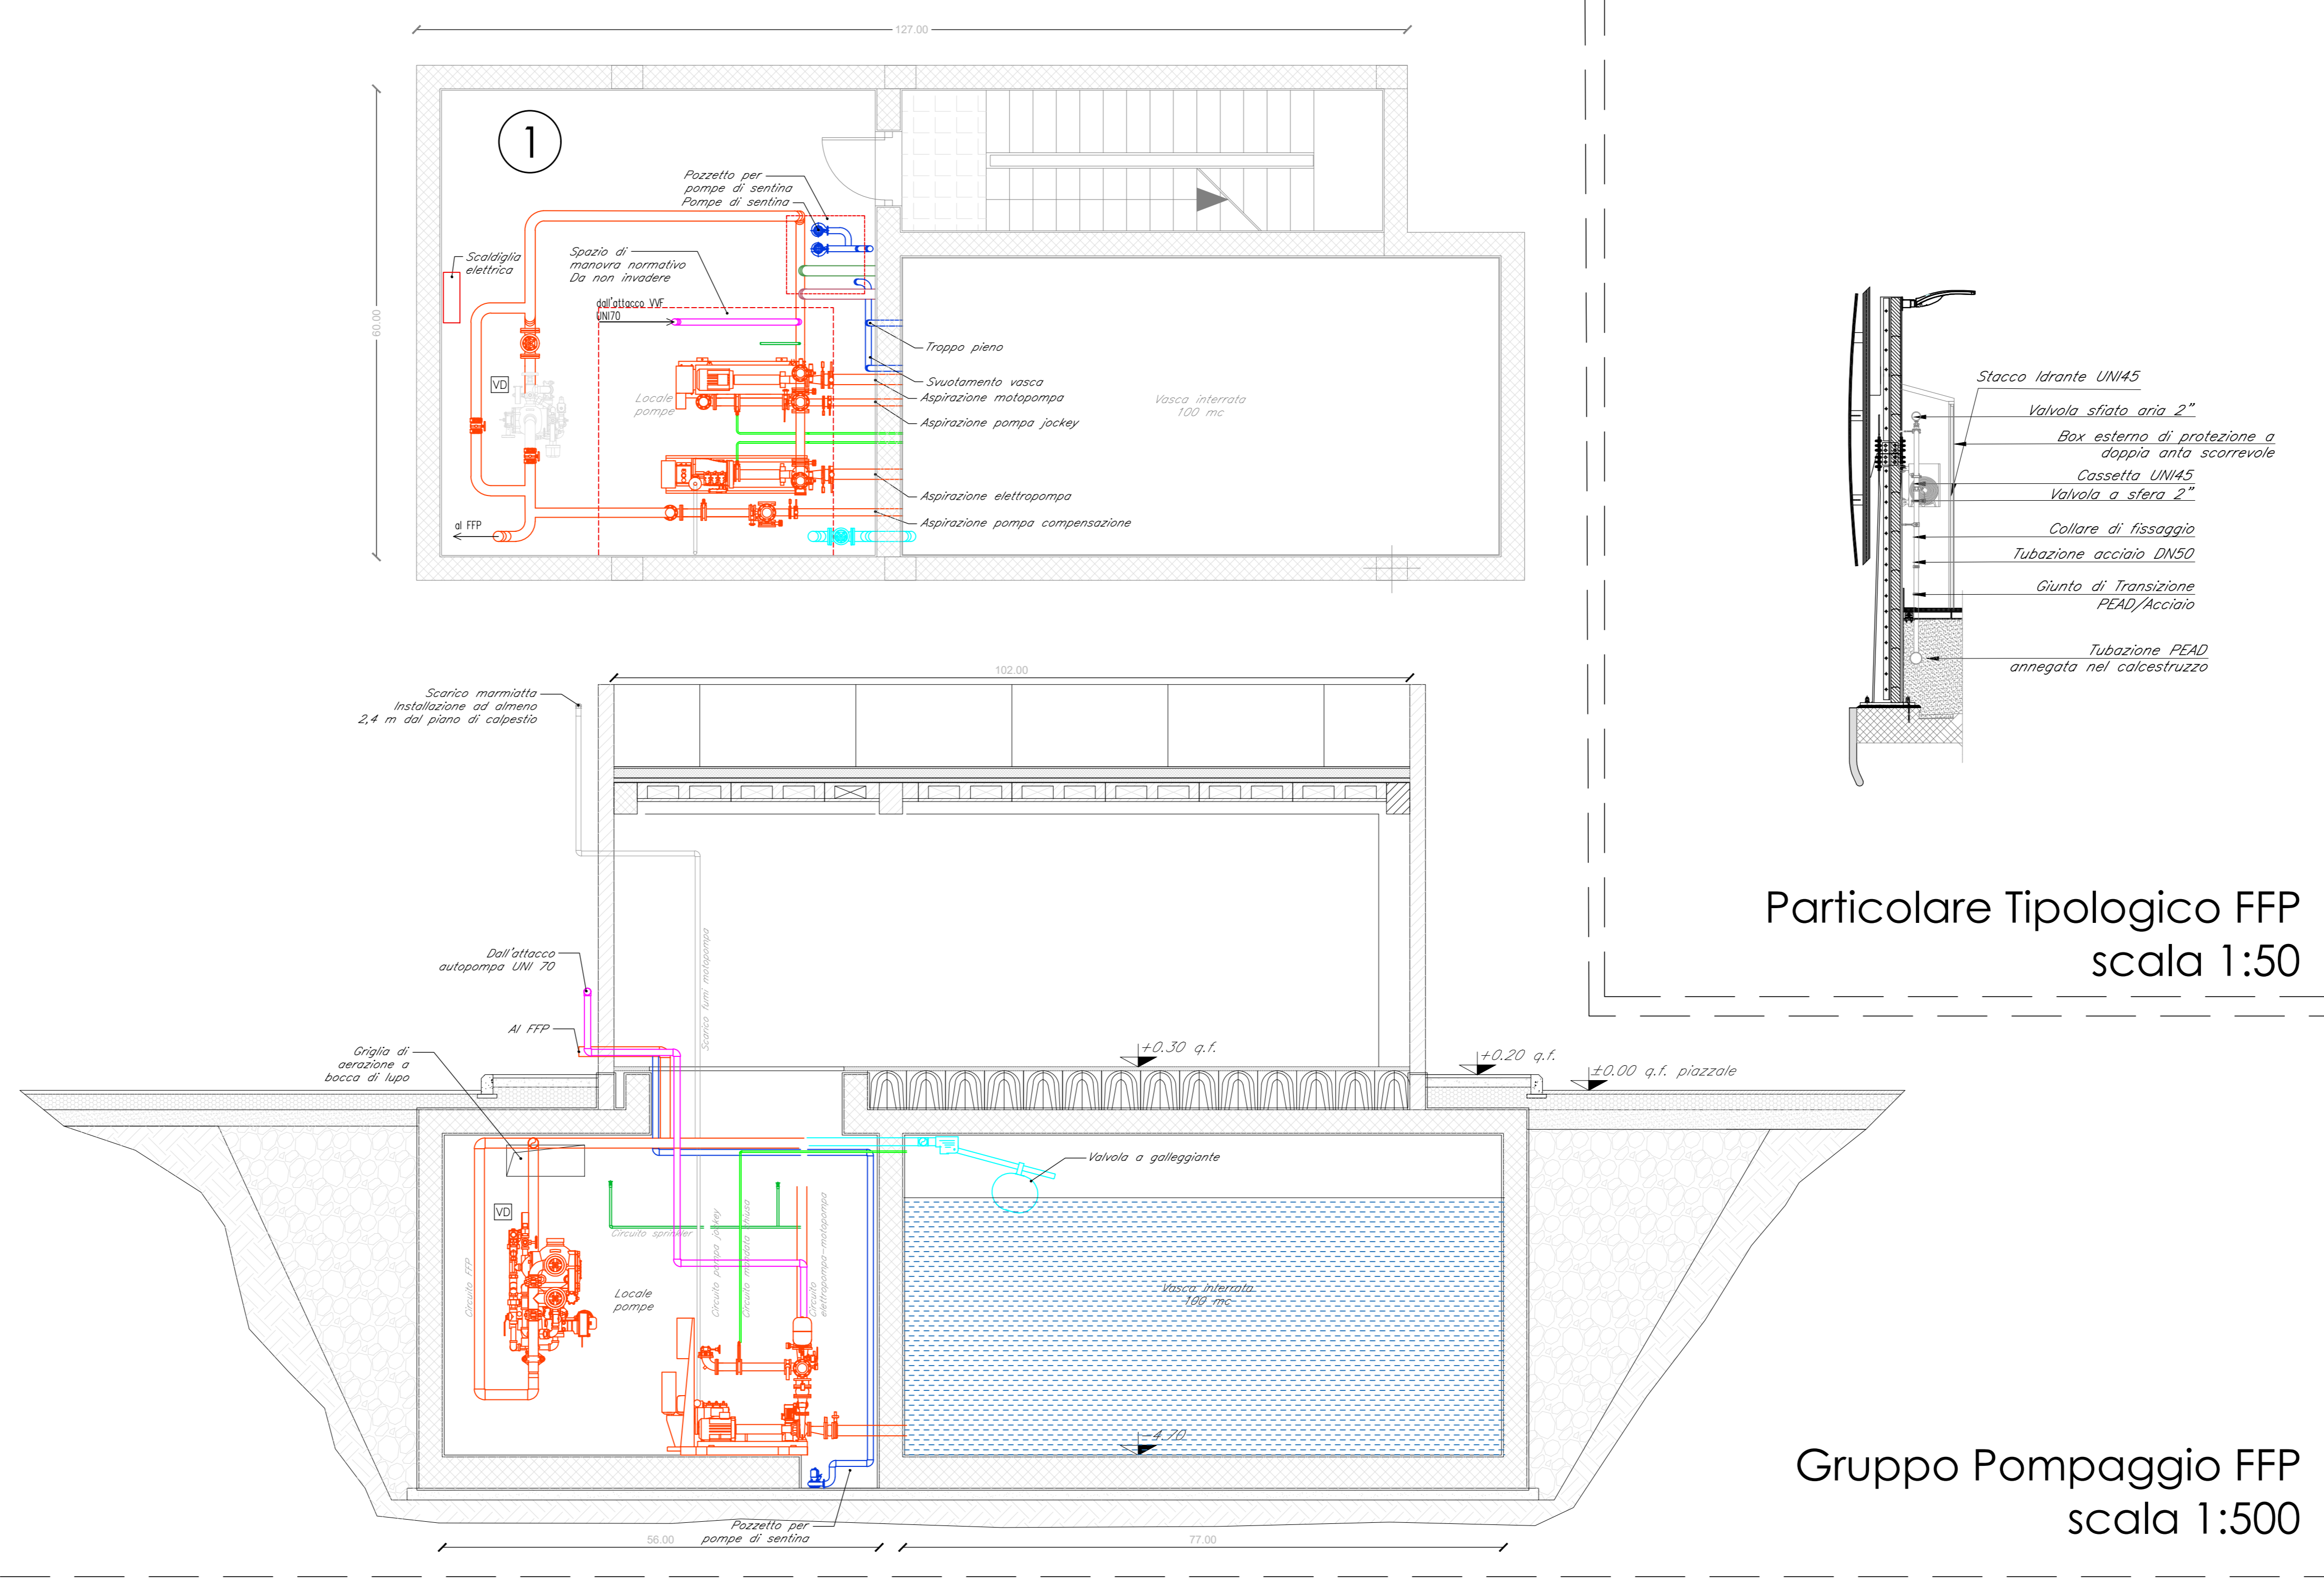 127.00
60.00
1
Pozzetto per
pompe di sentina
Pompe di sentina
Scaldiglia
elettrica
Spazio di
manovra normativo
Da non invadere
dall'attacco VVF
UNI70
VD
Locale
pompe
al FFP
Troppo pieno
Svuotamento vasca
Aspirazione motopompa
Aspirazione pompa jockey
Aspirazione elettropompa
Aspirazione pompa compensazione
Vasca interrata
100 mc
Stacco Idrante UNI45
Valvola sfiato aria 2"
Box esterno di protezione a
doppia anta scorrevole
Cassetta UNI45
Valvola a sfera 2"
Collare di fissaggio
Tubazione acciaio DN50
Giunto di Transizione
PEAD/Acciaio
Tubazione PEAD
annegata nel calcestruzzo
Particolare Tipologico FFP
scala 1:50
102.00
Scarico marmiatta
Installazione ad almeno
2,4 m dal piano di calpestio
Scarico fumi motopompa
Dall'attacco
autopompa UNI 70
Al FFP
Griglia di
aerazione a
bocca di lupo
+0.30 q.f.
+0.20 q.f.
±0.00 q.f. piazzale
Valvola a galleggiante
VD
Circuito sprinkler
Circuito FFP
Locale
pompe
Circuito pompa jockey
Circuito mandata chiuso
Circuito
elettropompa-motopompa
Vasca interrata
100 mc
-4.70
Pozzetto per
pompe di sentina
56.00
77.00
Gruppo Pompaggio FFP
scala 1:500